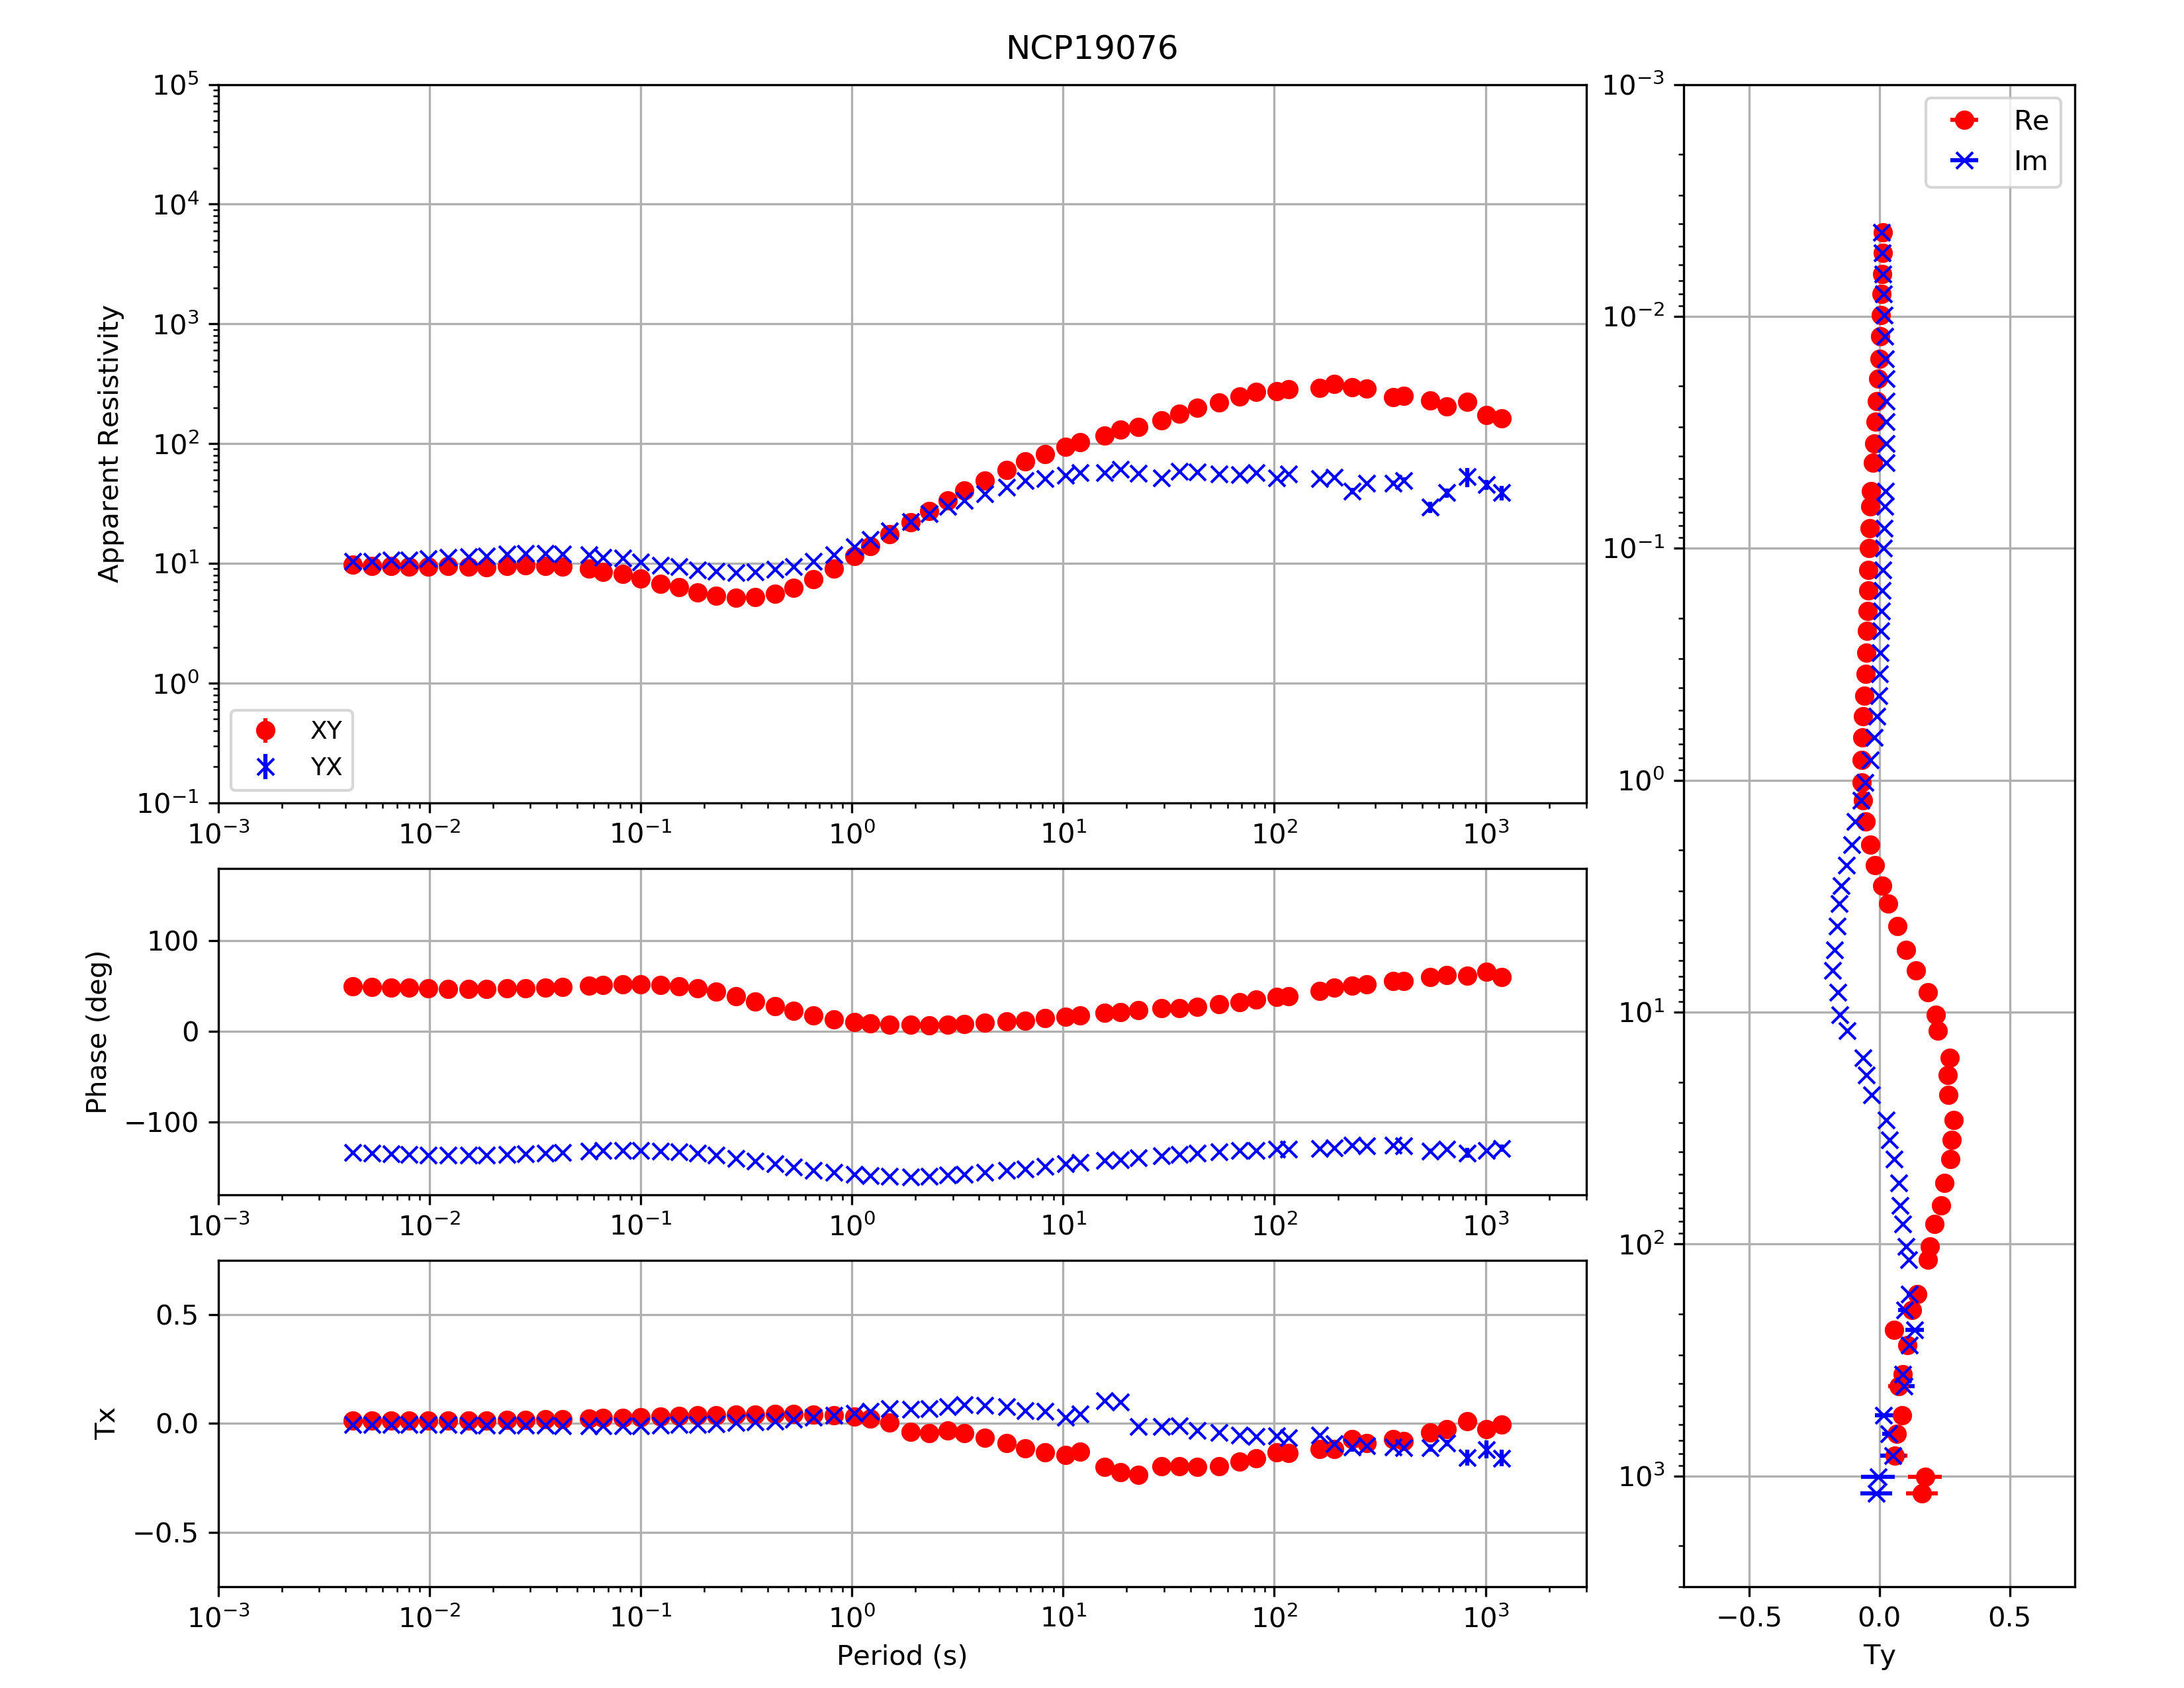 NCP19076
10⁵
10⁴
10³
10²
10¹
10⁰
10⁻¹
Apparent Resistivity
XY
YX
10⁻³ 10⁻² 10⁻¹ 10⁰ 10¹ 10² 10³
100
0
−100
Phase (deg)
10⁻³ 10⁻² 10⁻¹ 10⁰ 10¹ 10² 10³
0.5
0.0
−0.5
Tx
10⁻³ 10⁻² 10⁻¹ 10⁰ 10¹ 10² 10³
Period (s)
10⁻³
10⁻²
10⁻¹
10⁰
10¹
10²
10³
Re
Im
−0.5 0.0 0.5
Ty